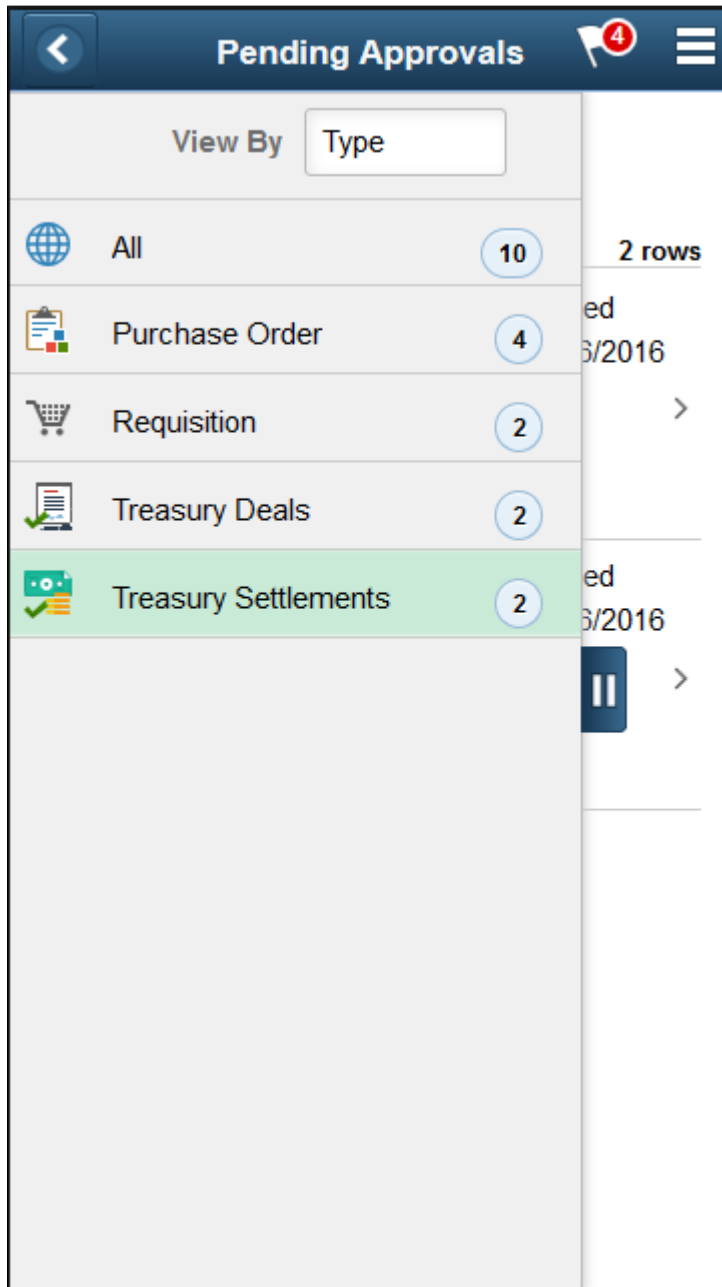 Pending Approvals 4
View By Type
All 10
2 rows
Purchase Order 4
ed
6/2016
Requisition 2
Treasury Deals 2
Treasury Settlements 2
ed
6/2016